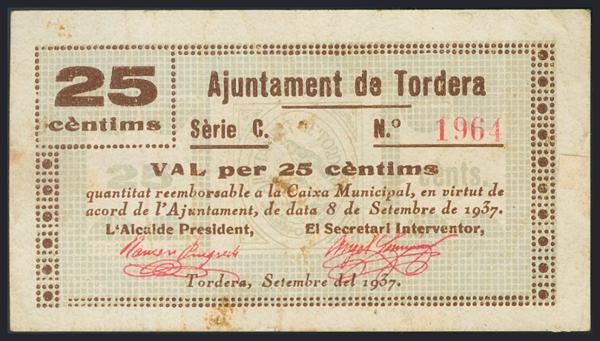 25
cèntims
Ajuntament de Tordera
Sèrie C. N.º 1964
VAL per 25 cèntims
quantitat reemborsable a la Caixa Municipal, en virtut de
acord de l'Ajuntament, de data 8 de Setembre de 1937.
L'Alcalde President, El Secretari Interventor,
Tordera, Setembre del 1937.